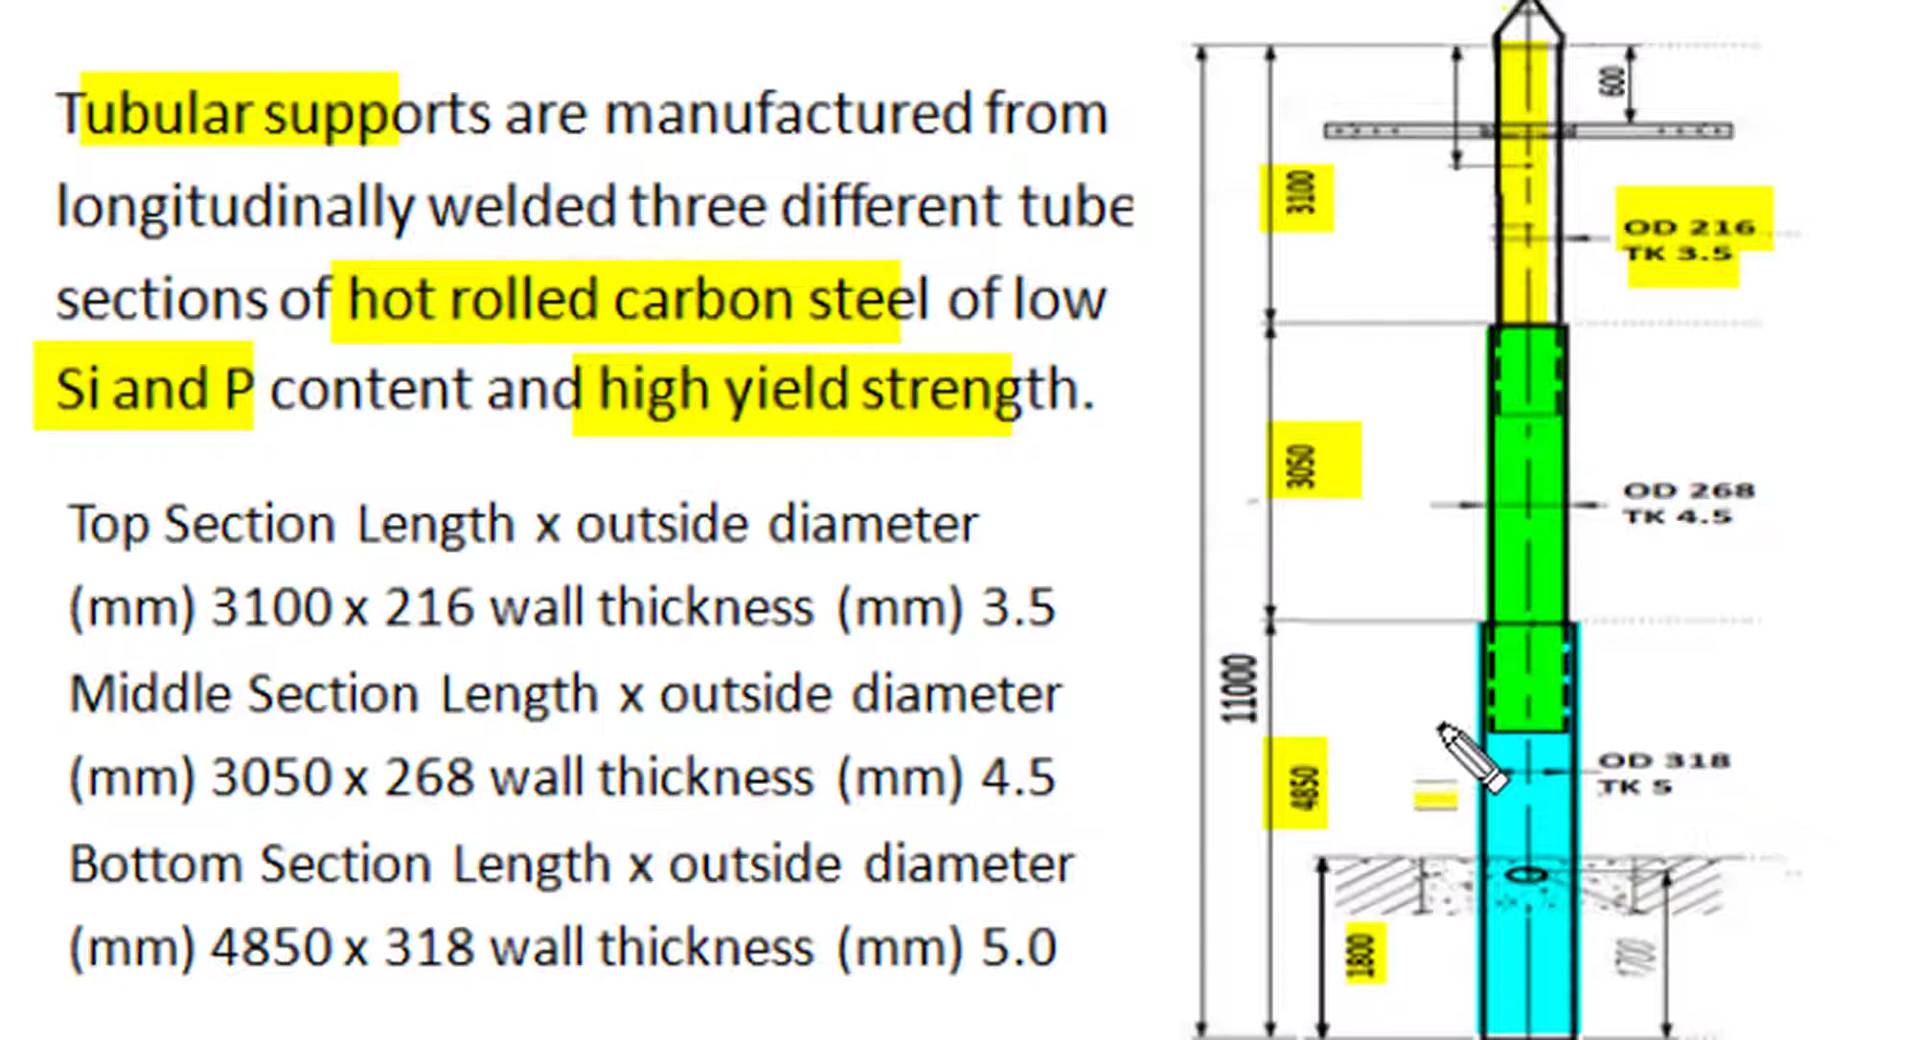 Tubular supports are manufactured from
longitudinally welded three different tube
sections of hot rolled carbon steel of low
Si and P content and high yield strength.
Top Section Length x outside diameter
(mm) 3100 x 216 wall thickness (mm) 3.5
Middle Section Length x outside diameter
(mm) 3050 x 268 wall thickness (mm) 4.5
Bottom Section Length x outside diameter
(mm) 4850 x 318 wall thickness (mm) 5.0
600
3100
OD 216
TK 3.5
3050
OD 268
TK 4.5
11000
4850
OD 318
TK 5
1800
1700